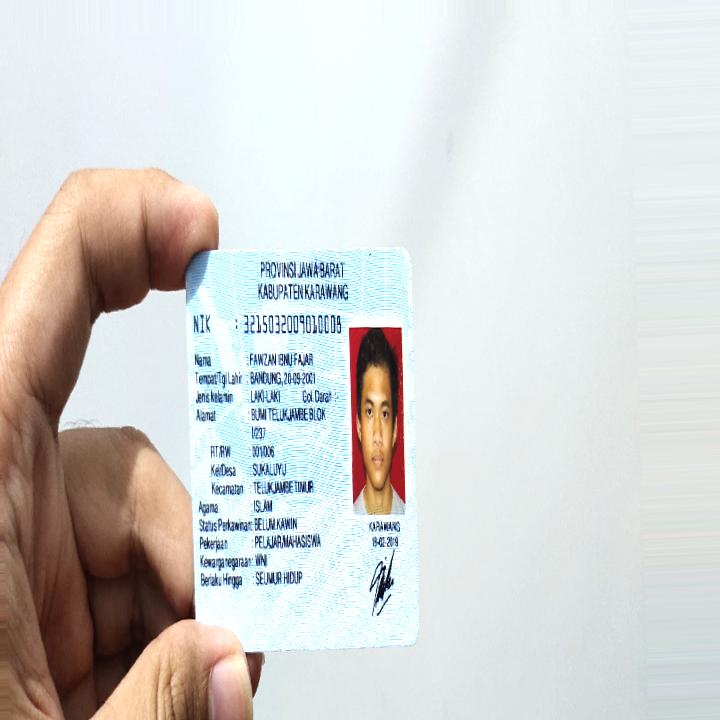 PROVINSI JAWA BARAT
KABUPATEN KARAWANG
NIK : 3215032009010008
Nama : FAWZAN IBNU FAJAR
Tempat/Tgl Lahir : BANDUNG, 20-09-2001
Jenis kelamin : LAKI-LAKI Gol. Darah :-
Alamat : BUMI TELUKJAMBE BLOK
RT/RW : 001/006
Kel/Desa : SUKALUYU
Kecamatan : TELUKJAMBE TIMUR
Agama : ISLAM
Status Perkawinan: BELUM KAWIN
Pekerjaan : PELAJAR/MAHASISWA
Kewarganegaraan: WNI
Berlaku Hingga : SEUMUR HIDUP
KARAWANG
19-02-2019